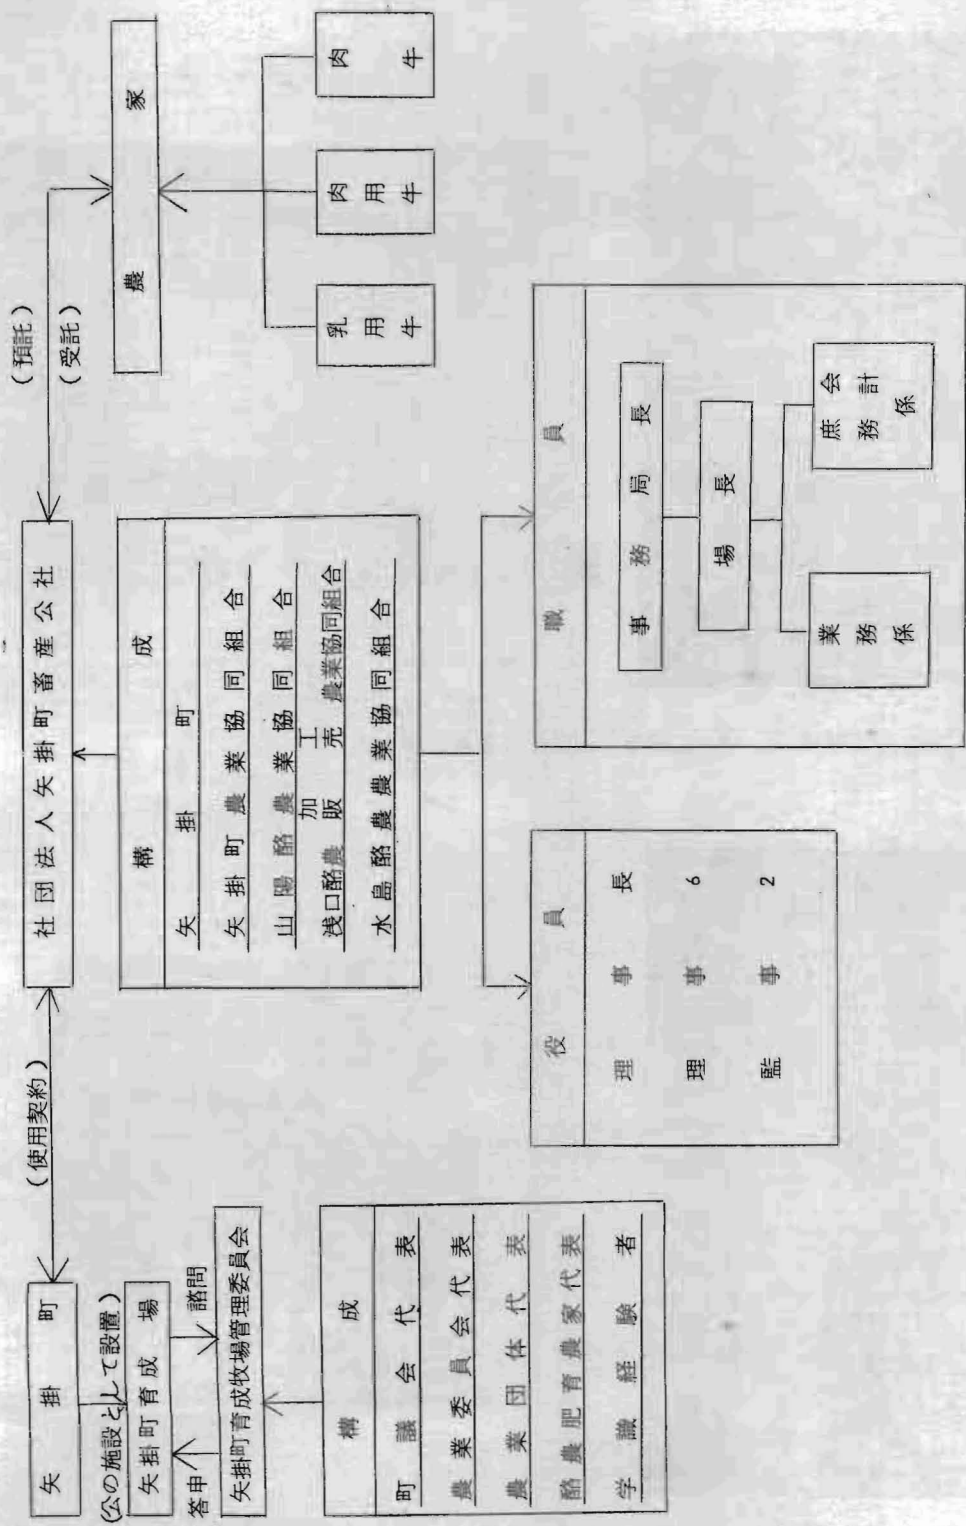 矢掛町
(公の施設として設置)
矢掛町育成場
答申
諮問
矢掛町育成牧場管理委員会
構成
町議会代表
農業委員会代表
農業団体代表
酪農肥育農家代表
学識経験者
(使用契約)
社団法人矢掛町畜産公社
構成
矢掛町
矢掛町農業協同組合
山陽酪農農業協同組合
浅口酪農加工販売農業協同組合
水島酪農農業協同組合
役員
理事長
理事6
監事2
職員
事務局長
場長
業務係
会計
庶務係
(預託)
(受託)
農家
乳用牛
肉用牛
肉牛